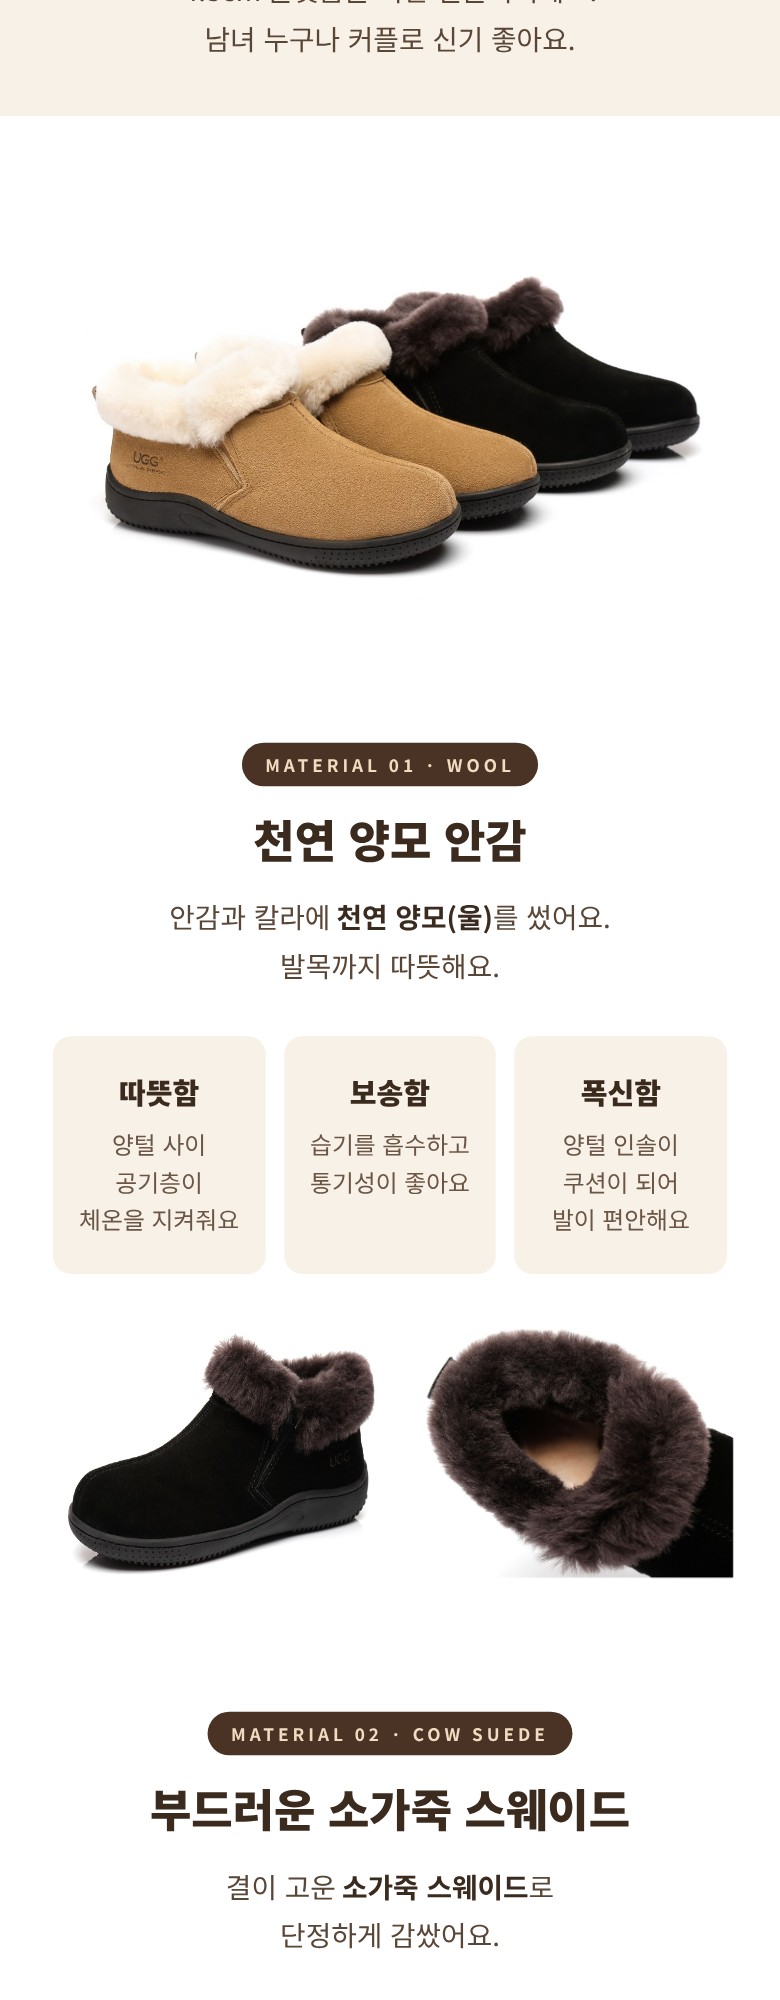 남녀 누구나 커플로 신기 좋아요.
UGG
MATERIAL 01 · WOOL
천연 양모 안감
안감과 칼라에 천연 양모(울)를 썼어요.
발목까지 따뜻해요.
따뜻함
양털 사이
공기층이
체온을 지켜줘요
보송함
습기를 흡수하고
통기성이 좋아요
폭신함
양털 인솔이
쿠션이 되어
발이 편안해요
UGG
MATERIAL 02 · COW SUEDE
부드러운 소가죽 스웨이드
결이 고운 소가죽 스웨이드로
단정하게 감쌌어요.